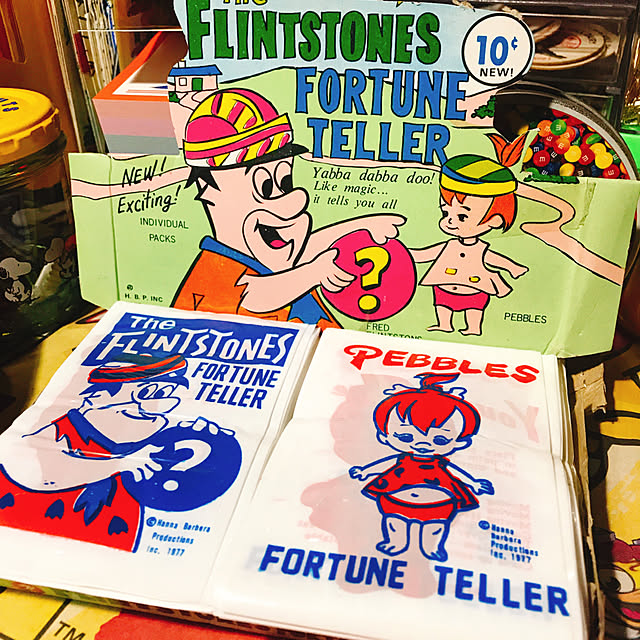 THE
FLINTSTONES
FORTUNE
TELLER
10¢
NEW!
NEW!
Exciting!
INDIVIDUAL
PACKS
Yabba dabba doo!
Like magic...
it tells you all
?
H. B. P. INC
FRED
FLINTSTONE
PEBBLES
The
FLINTSTONES
FORTUNE
TELLER
?
© Hanna Barbera
Productions
Inc. 1977
PEBBLES
© Hanna
Barbera
Productions
Inc. 1977
FORTUNE TELLER
TM